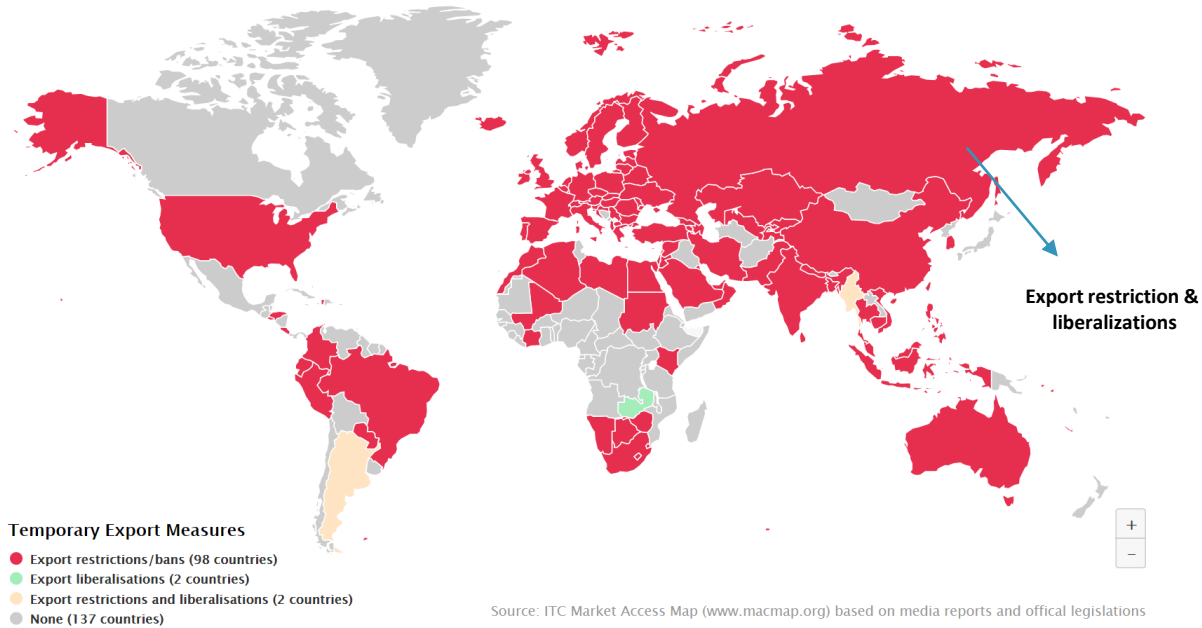 Export restriction &
liberalizations
Temporary Export Measures
Export restrictions/bans (98 countries)
Export liberalisations (2 countries)
Export restrictions and liberalisations (2 countries)
None (137 countries)
Source: ITC Market Access Map (www.macmap.org) based on media reports and offical legislations
+
−